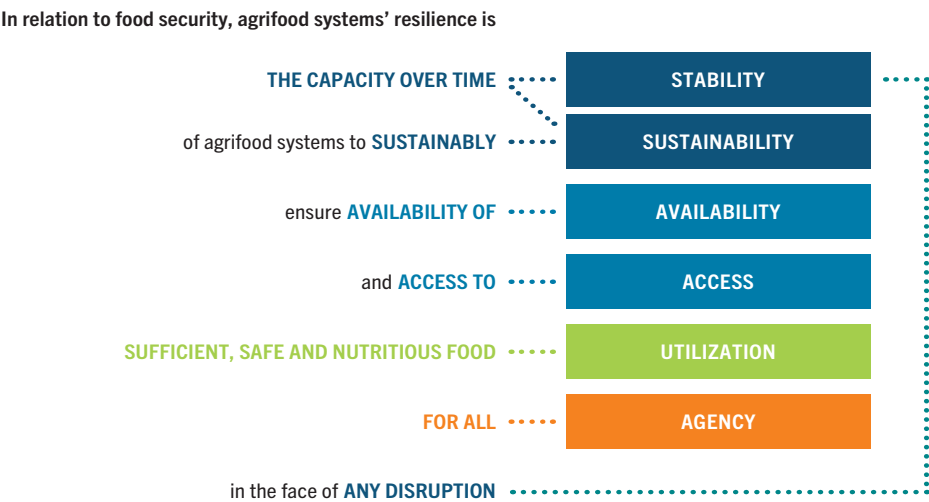 In relation to food security, agrifood systems’ resilience is
THE CAPACITY OVER TIME
STABILITY
of agrifood systems to SUSTAINABLY
SUSTAINABILITY
ensure AVAILABILITY OF
AVAILABILITY
and ACCESS TO
ACCESS
SUFFICIENT, SAFE AND NUTRITIOUS FOOD
UTILIZATION
FOR ALL
AGENCY
in the face of ANY DISRUPTION